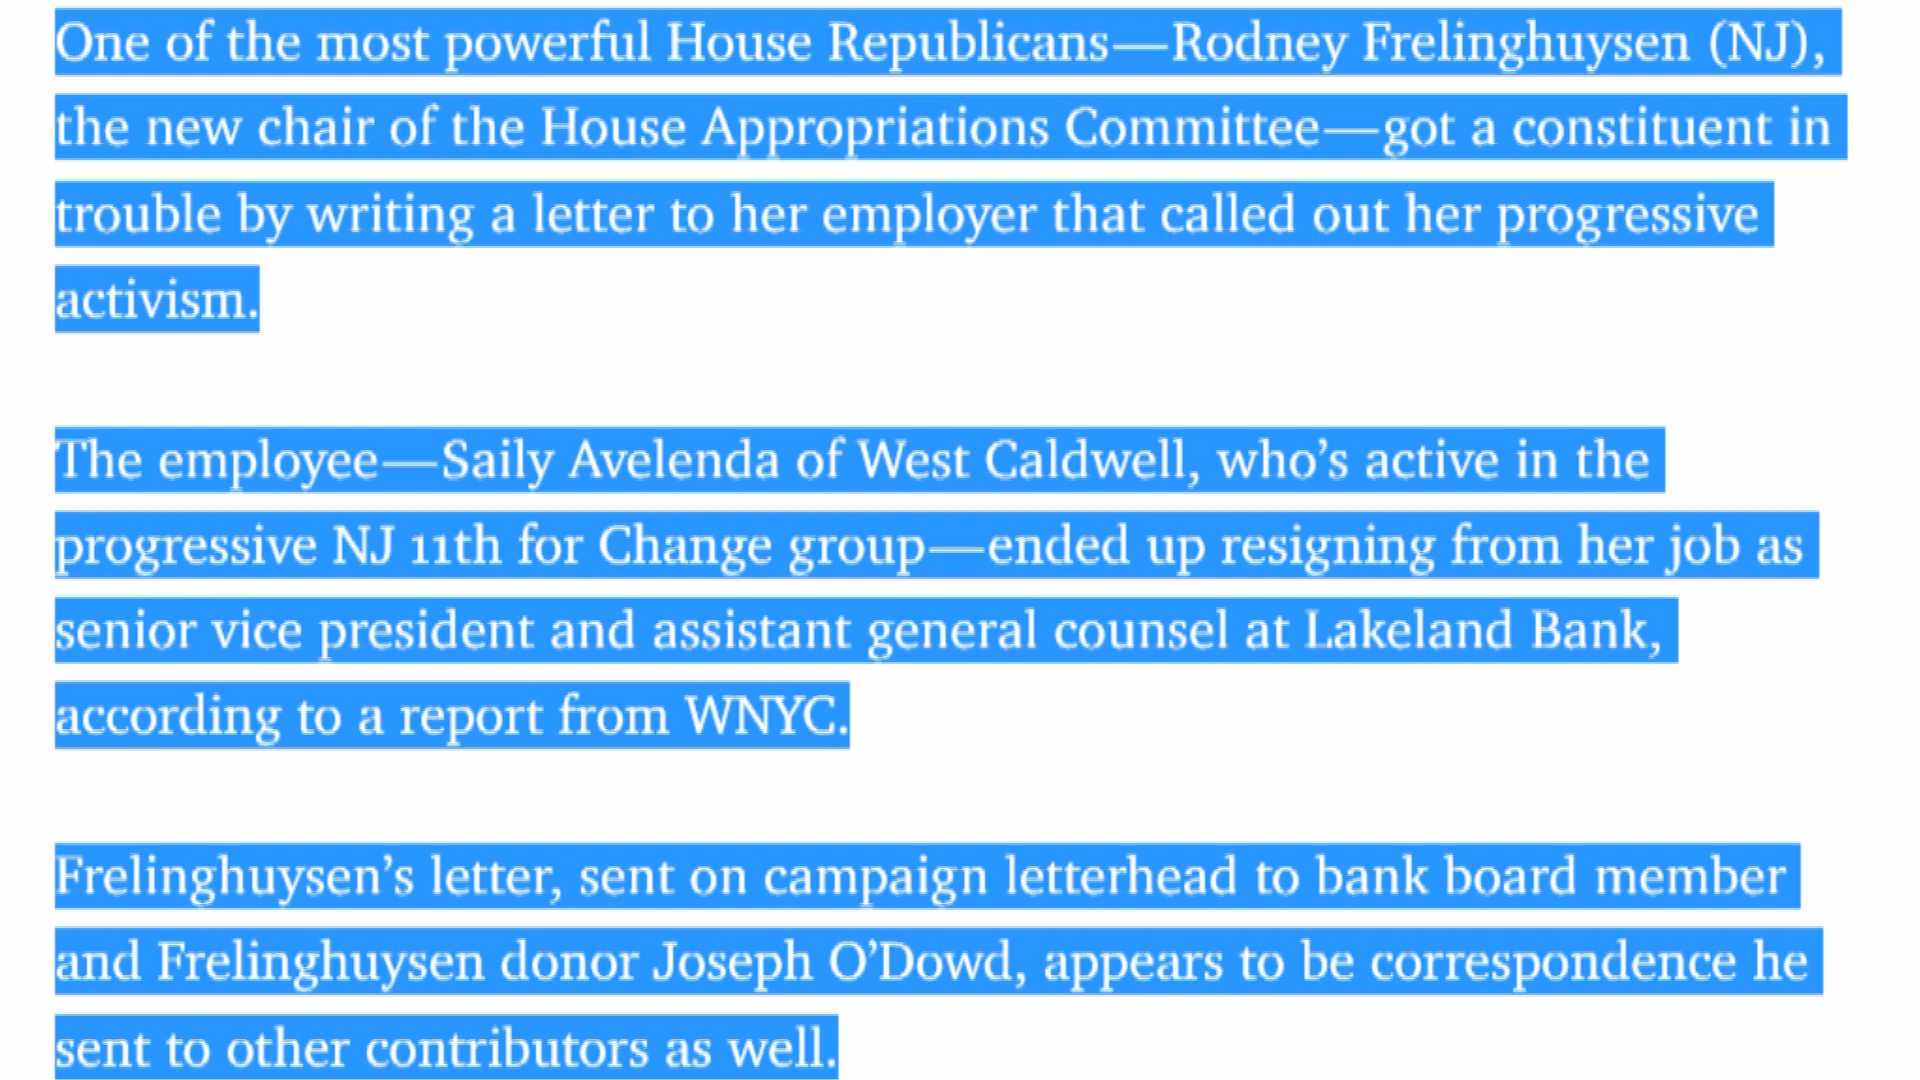 One of the most powerful House Republicans—Rodney Frelinghuysen (NJ),
the new chair of the House Appropriations Committee—got a constituent in
trouble by writing a letter to her employer that called out her progressive
activism.
The employee—Saily Avelenda of West Caldwell, who’s active in the
progressive NJ 11th for Change group—ended up resigning from her job as
senior vice president and assistant general counsel at Lakeland Bank,
according to a report from WNYC.
Frelinghuysen’s letter, sent on campaign letterhead to bank board member
and Frelinghuysen donor Joseph O’Dowd, appears to be correspondence he
sent to other contributors as well.